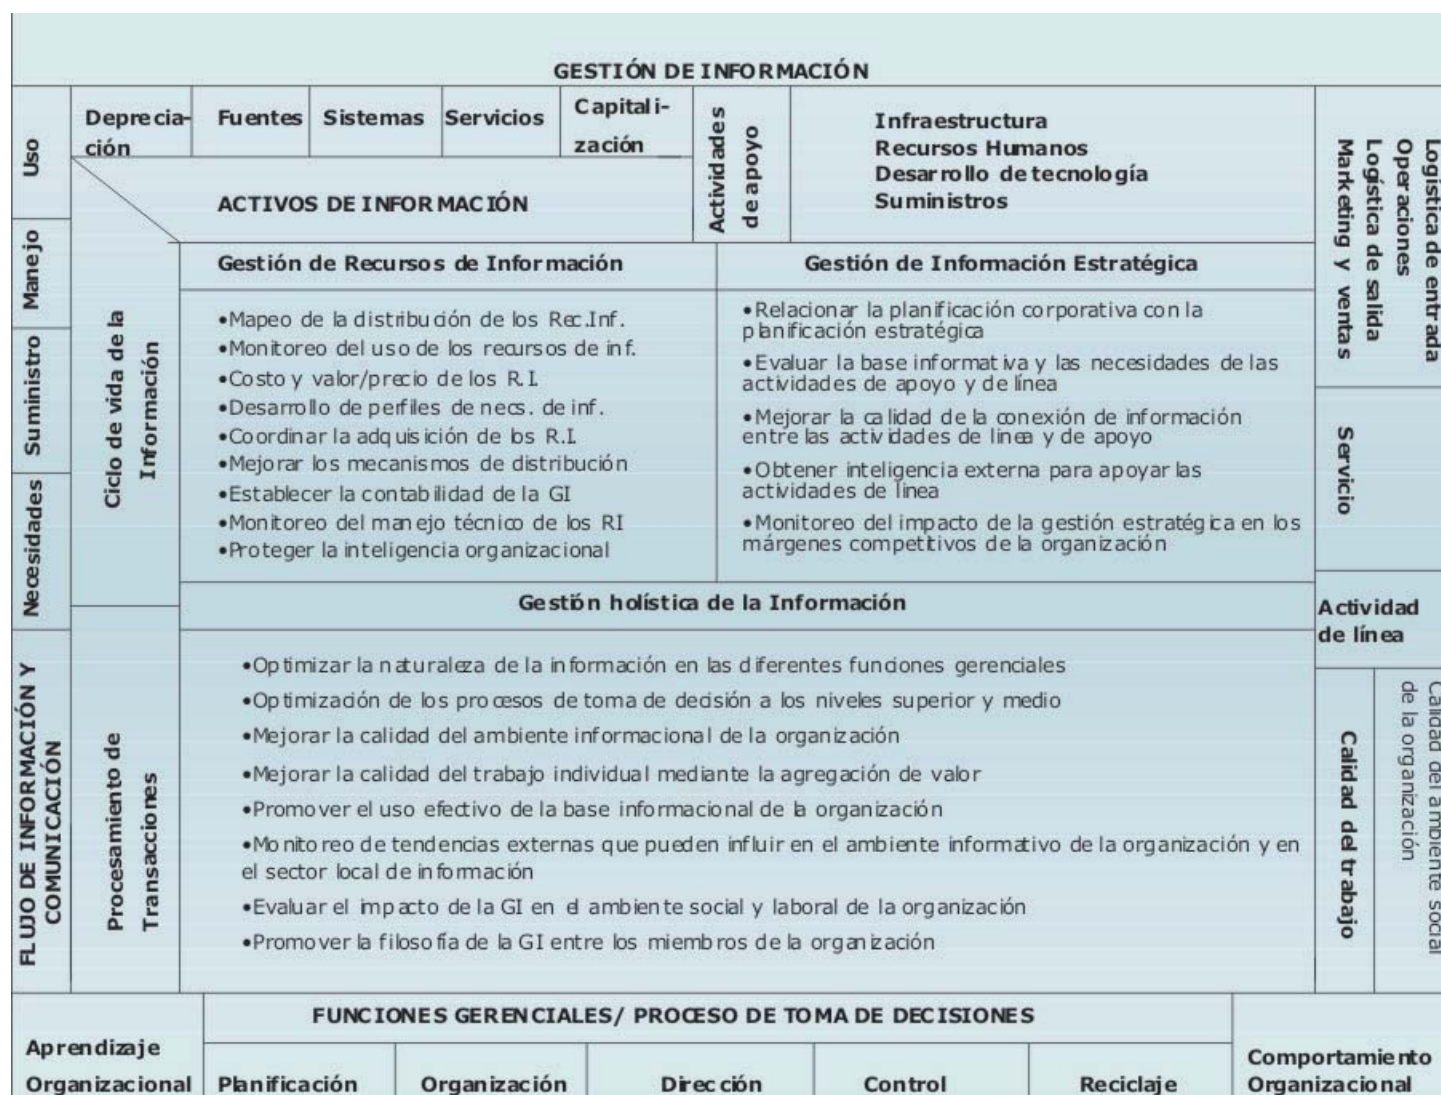 GESTIÓN DE INFORMACIÓN
Uso
Deprecia-
ción
Fuentes
Sistemas
Servicios
Capitali-
zación
Actividades
de apoyo
Infraestructura
Recursos Humanos
Desarrollo de tecnología
Suministros
Logistica de entrada
Operaciones
Logística de salida
Marketing y ventas
ACTIVOS DE INFORMACIÓN
Manejo
Suministro
Necesidades
Ciclo de vida de la
Información
Gestión de Recursos de Información
•Mapeo de la distribución de los Rec.Inf.
•Monitoreo del uso de los recursos de inf.
•Costo y valor/precio de los R.I.
•Desarrollo de perfiles de necs. de inf.
•Coordinar la adquisición de los R.I.
•Mejorar los mecanismos de distribución
•Establecer la contabilidad de la GI
•Monitoreo del manejo técnico de los RI
•Proteger la inteligencia organizacional
Gestión de Información Estratégica
•Relacionar la planificación corporativa con la
planificación estratégica
•Evaluar la base informativa y las necesidades de las
actividades de apoyo y de línea
•Mejorar la calidad de la conexión de información
entre las actividades de linea y de apoyo
•Obtener inteligencia externa para apoyar las
actividades de línea
•Monitoreo del impacto de la gestión estratégica en los
márgenes competitivos de la organización
Servicio
Actividad
de línea
Gestión holística de la Información
•Optimizar la naturaleza de la información en las diferentes funciones gerenciales
•Optimización de los procesos de toma de decisión a los niveles superior y medio
•Mejorar la calidad del ambiente informacional de la organización
•Mejorar la calidad del trabajo individual mediante la agregación de valor
•Promover el uso efectivo de la base informacional de la organización
•Monitoreo de tendencias externas que pueden influir en el ambiente informativo de la organización y en
el sector local de información
•Evaluar el impacto de la GI en el ambiente social y laboral de la organización
•Promover la filosofía de la GI entre los miembros de la organización
FLUJO DE INFORMACIÓN Y
COMUNICACIÓN
Procesamiento de
Transacciones
Calidad del trabajo
Calidad del ambiente social
de la organización
FUNCIONES GERENCIALES/ PROCESO DE TOMA DE DECISIONES
Aprendizaje
Organizacional
Planificación
Organización
Dirección
Control
Reciclaje
Comportamiento
Organizacional